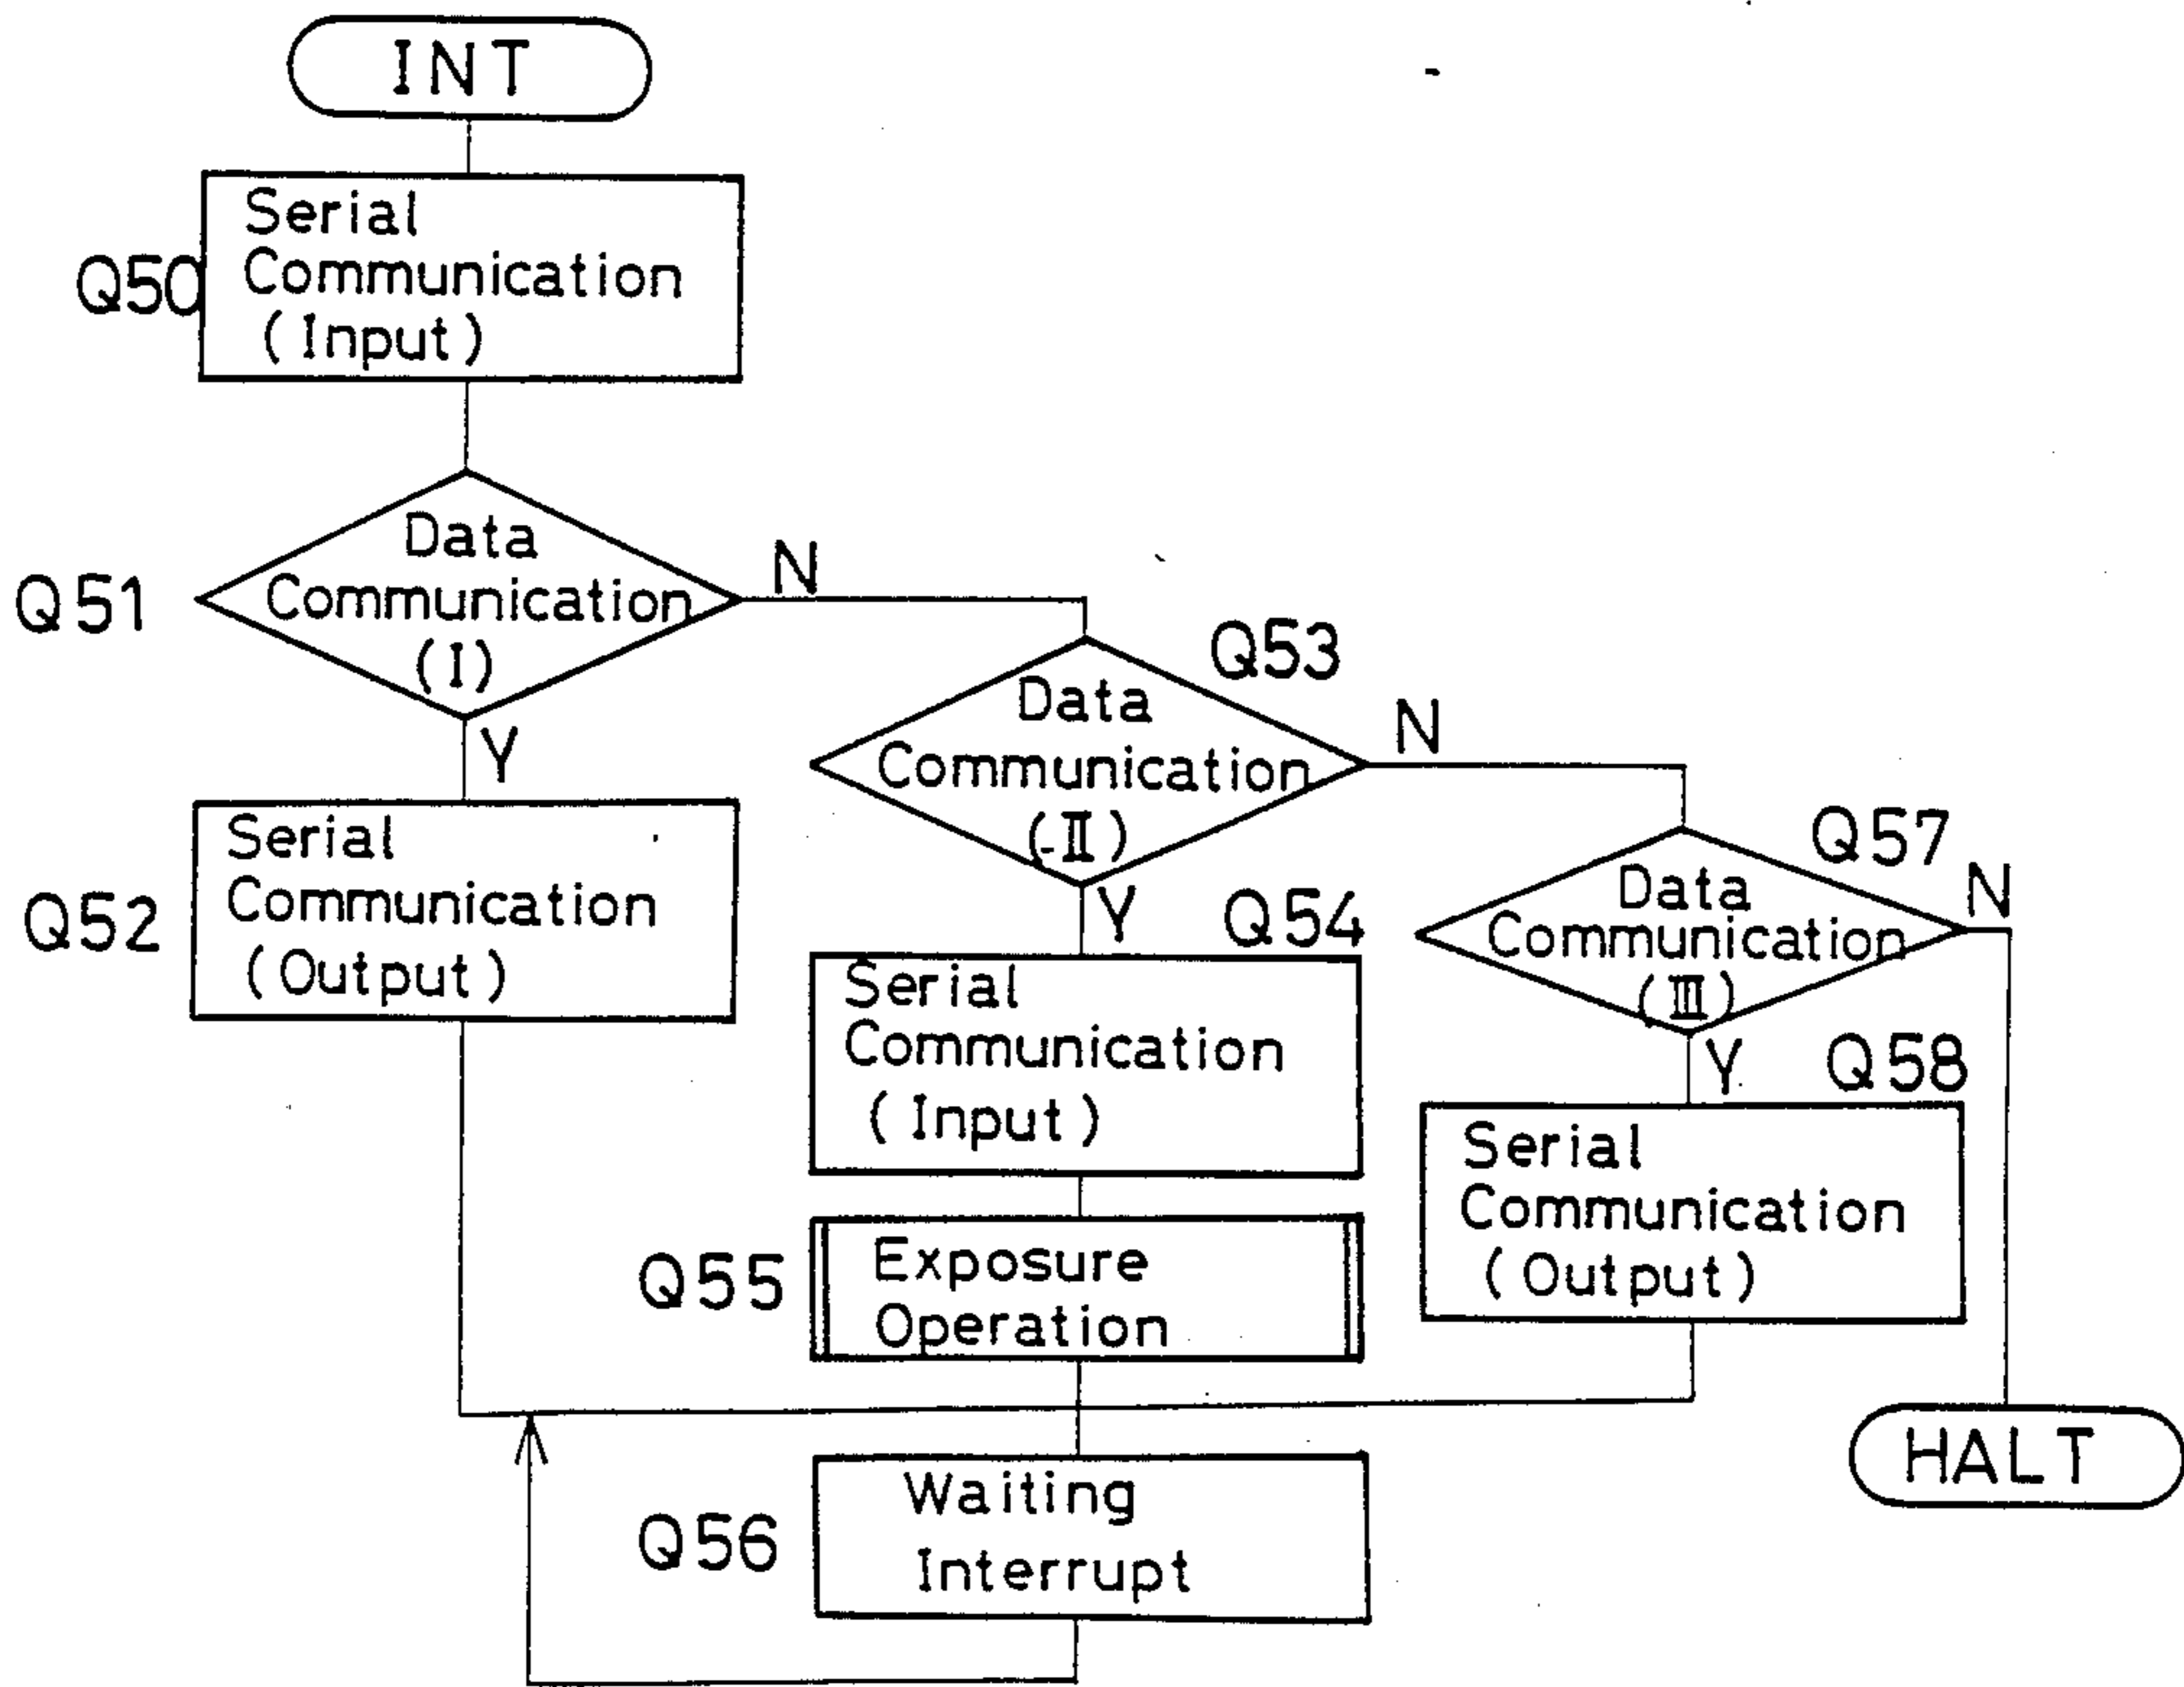 INT
Q50
Serial
Communication
(Input)
Q51
Data
Communication
(I)
N
Y
Q52
Serial
Communication
(Output)
Q53
Data
Communication
(II)
N
Y
Q54
Serial
Communication
(Input)
Q55
Exposure
Operation
Q56
Waiting
Interrupt
Q57
Data
Communication
(III)
N
Y
Q58
Serial
Communication
(Output)
HALT